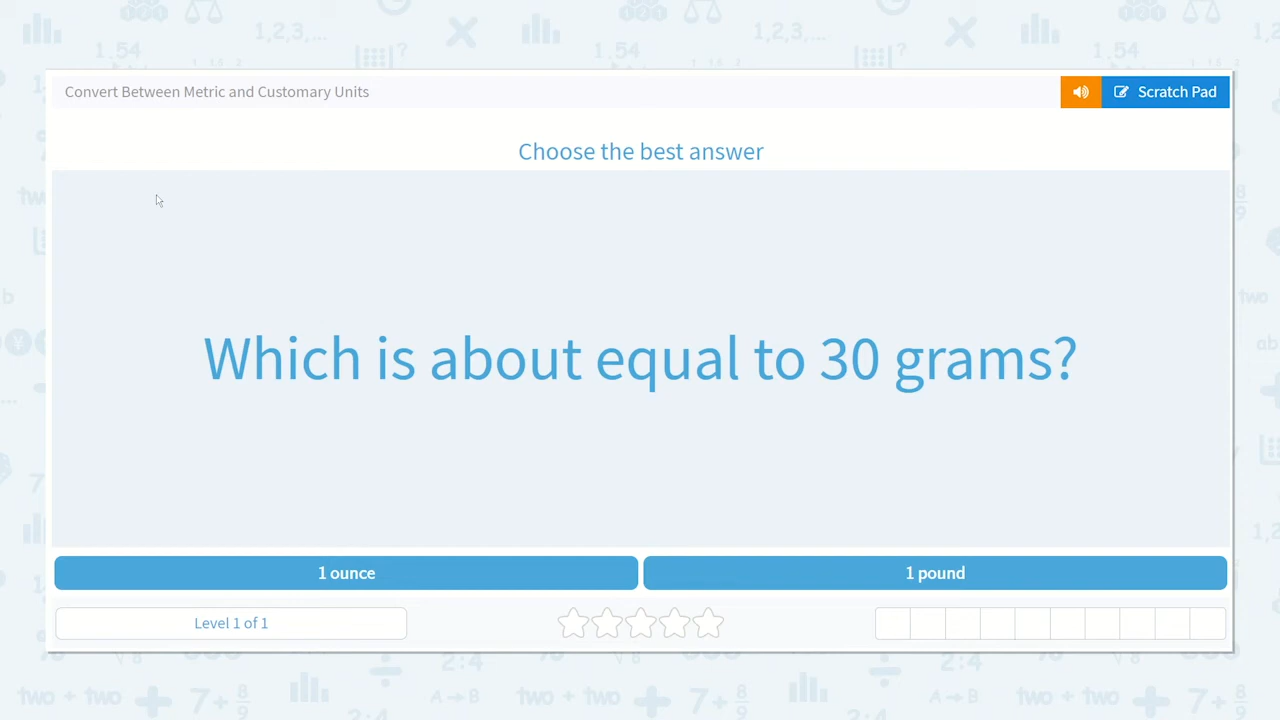 Convert Between Metric and Customary Units
Scratch Pad
Choose the best answer
Which is about equal to 30 grams?
1 ounce
1 pound
Level 1 of 1